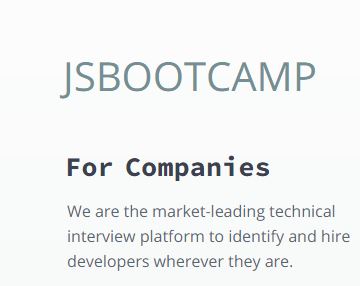 JSBOOTCAMP
For Companies
We are the market-leading technical
interview platform to identify and hire
developers wherever they are.